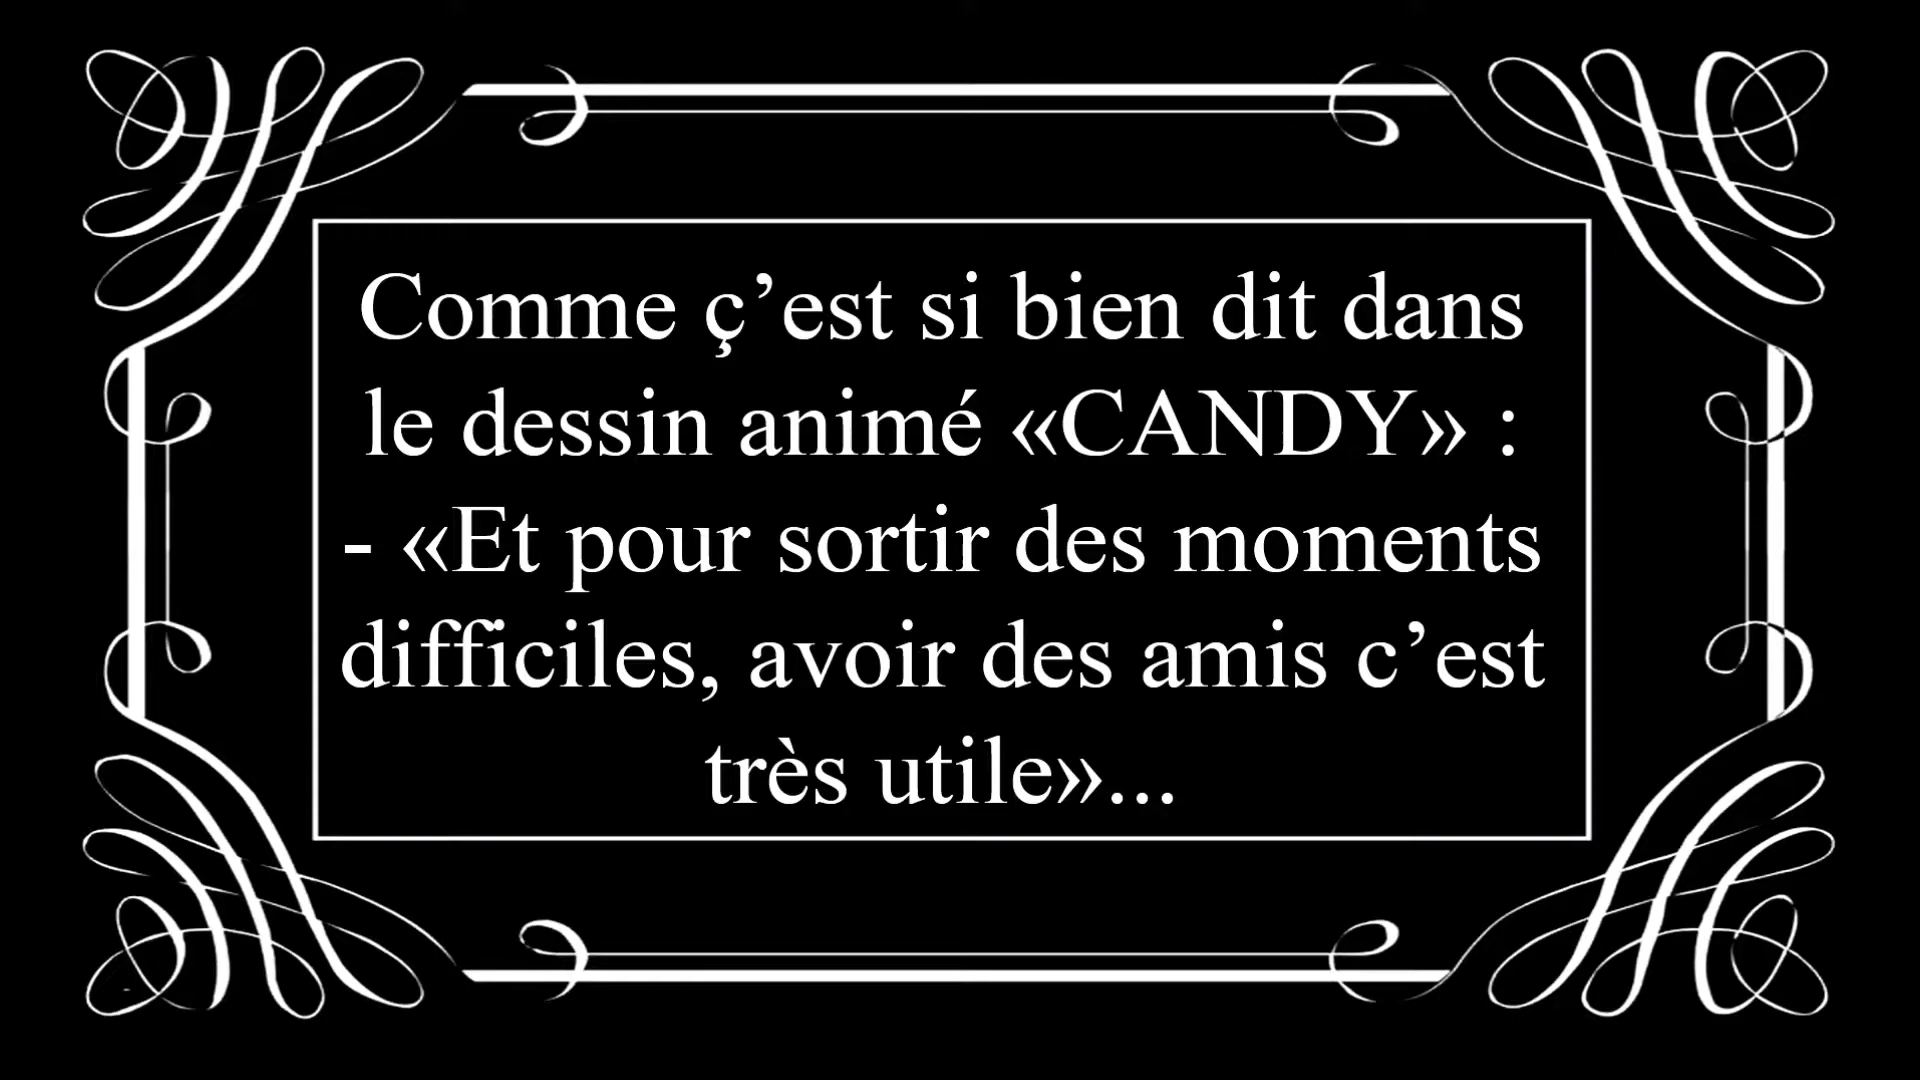 Comme ç’est si bien dit dans
le dessin animé «CANDY» :
- «Et pour sortir des moments
difficiles, avoir des amis c’est
très utile»...